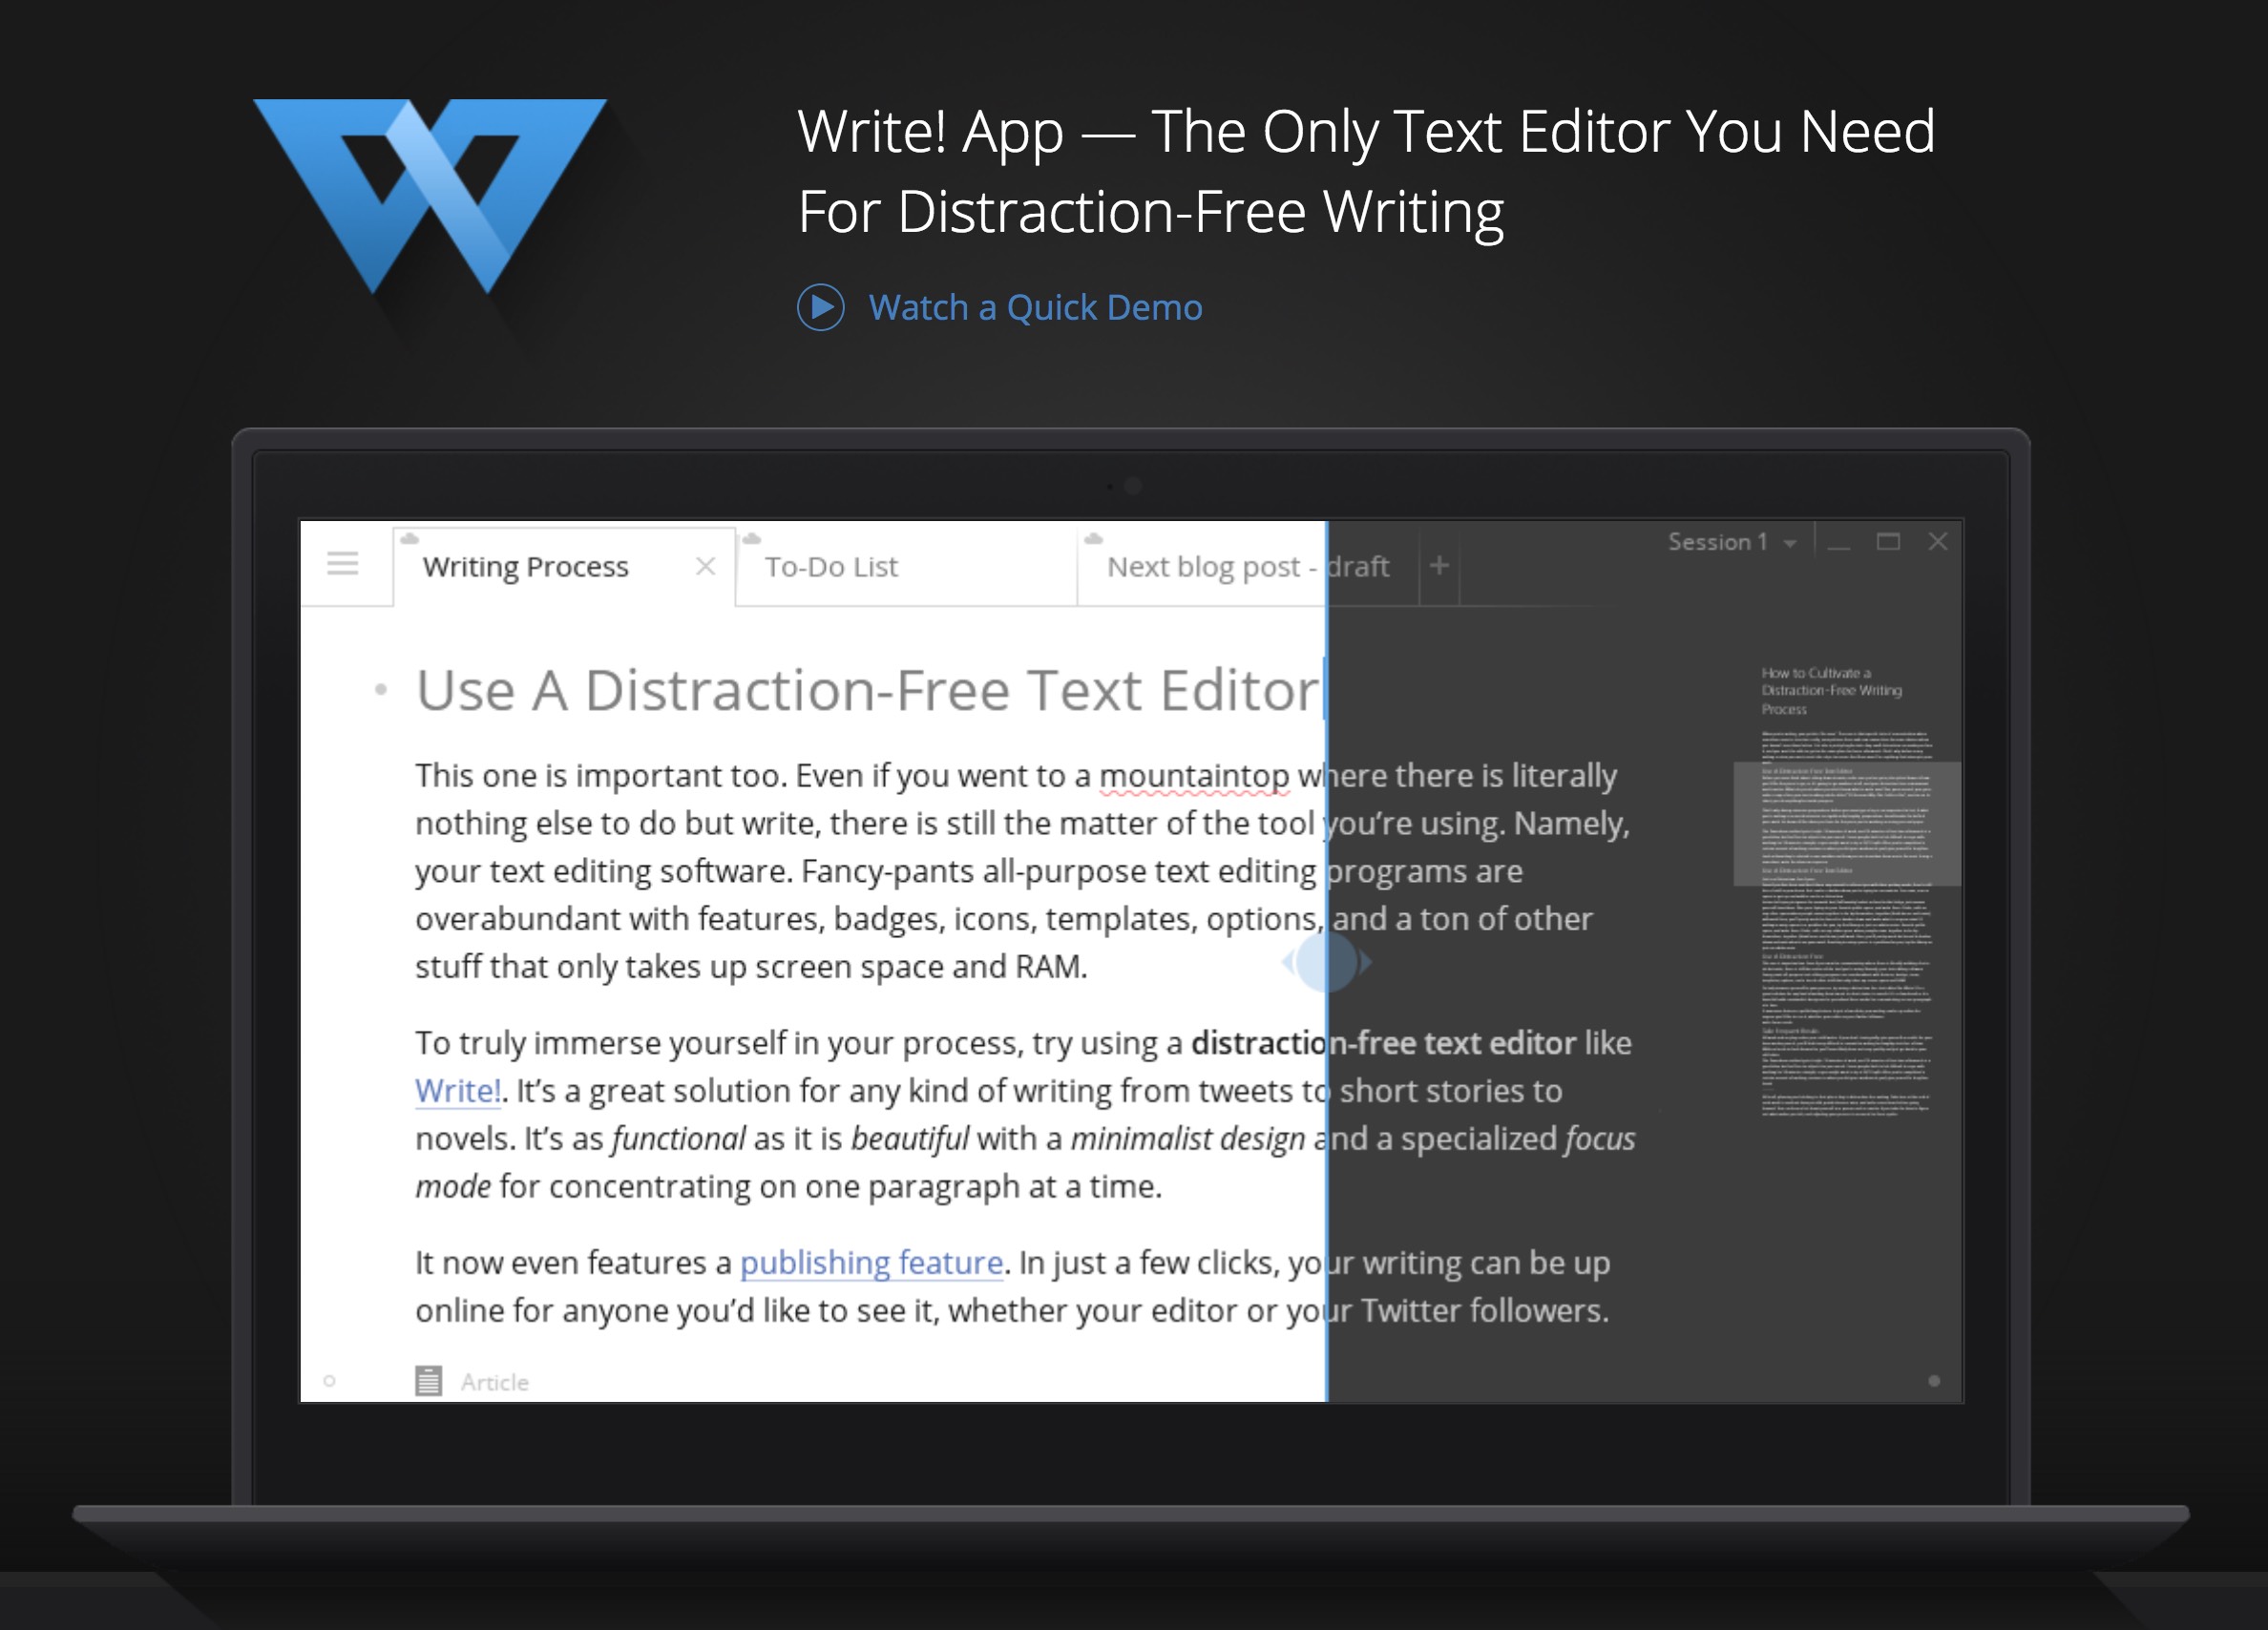 Write! App — The Only Text Editor You Need
For Distraction-Free Writing
Watch a Quick Demo
Session 1
Writing Process
To-Do List
Next blog post - draft
Use A Distraction-Free Text Editor
This one is important too. Even if you went to a mountaintop where there is literally
nothing else to do but write, there is still the matter of the tool you’re using. Namely,
your text editing software. Fancy-pants all-purpose text editing programs are
overabundant with features, badges, icons, templates, options, and a ton of other
stuff that only takes up screen space and RAM.
To truly immerse yourself in your process, try using a distraction-free text editor like
Write!. It’s a great solution for any kind of writing from tweets to short stories to
novels. It’s as functional as it is beautiful with a minimalist design and a specialized focus
mode for concentrating on one paragraph at a time.
It now even features a publishing feature. In just a few clicks, your writing can be up
online for anyone you’d like to see it, whether your editor or your Twitter followers.
Article
How to Cultivate a
Distraction-Free Writing
Process